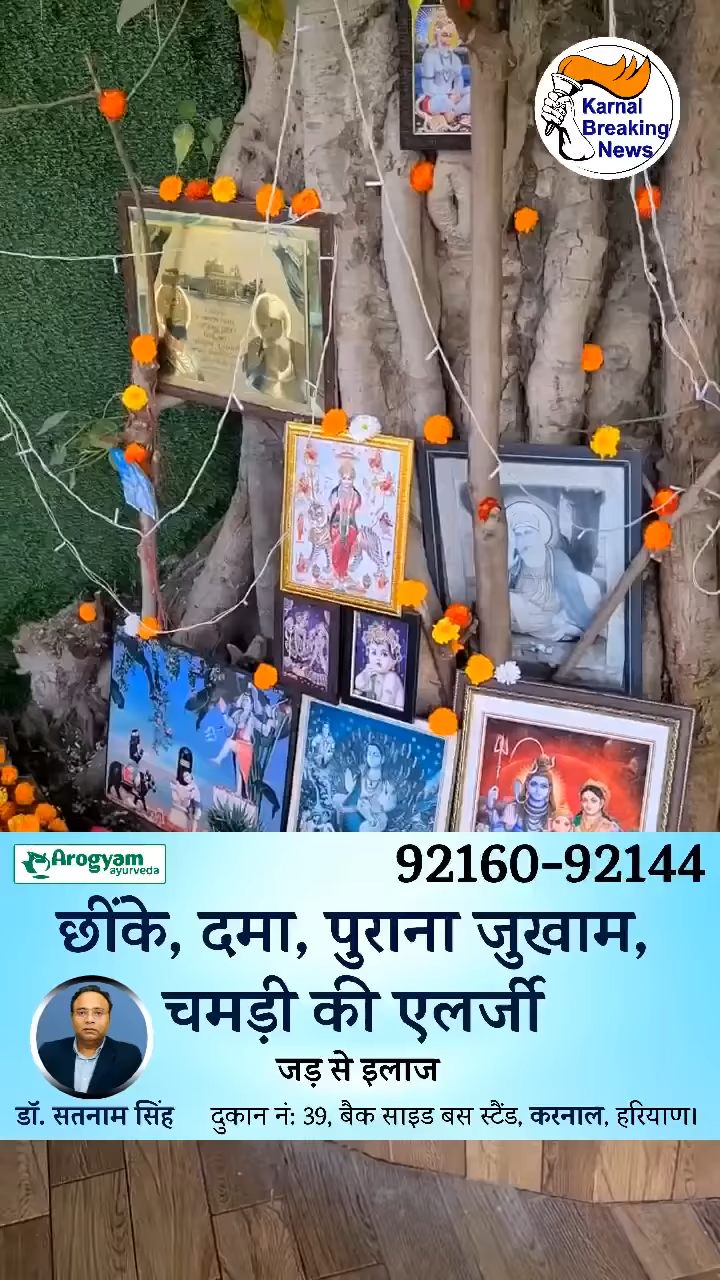 Karnal
Breaking
News
Arogyam
ayurveda
92160-92144
छींके, दमा, पुराना जुखाम,
चमड़ी की एलर्जी
जड़ से इलाज
डॉ. सतनाम सिंह
दुकान नं: 39, बैक साइड बस स्टैंड, करनाल, हरियाणा।